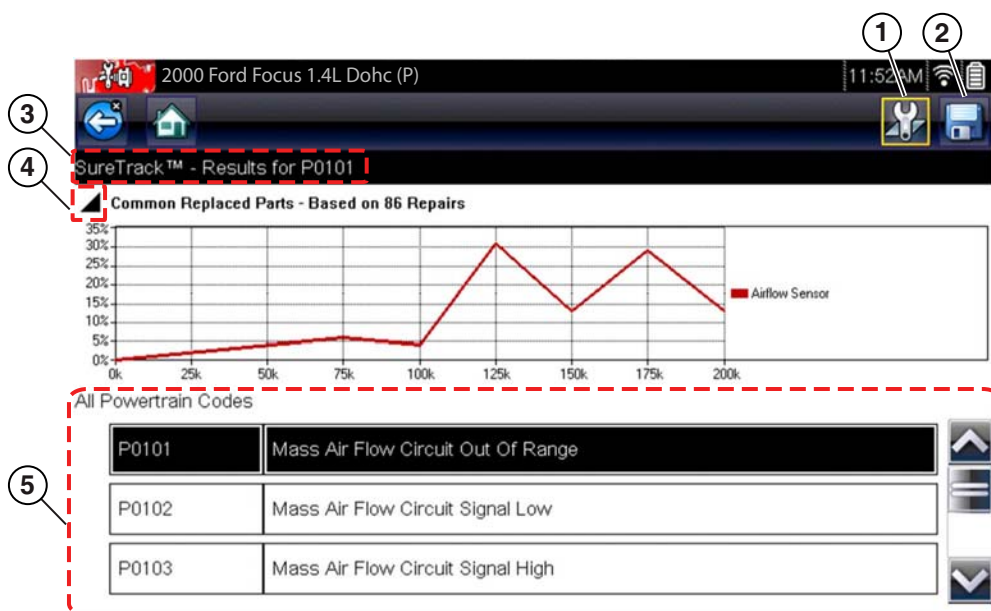 1 2
2000 Ford Focus 1.4L Dohc (P) 11:52AM
3
SureTrack™ - Results for P0101
4
Common Replaced Parts - Based on 86 Repairs
35%
30%
25%
20%
15%
10%
5%
0%
Airflow Sensor
0k 25k 50k 75k 100k 125k 150k 175k 200k
All Powertrain Codes
5
P0101 Mass Air Flow Circuit Out Of Range
P0102 Mass Air Flow Circuit Signal Low
P0103 Mass Air Flow Circuit Signal High